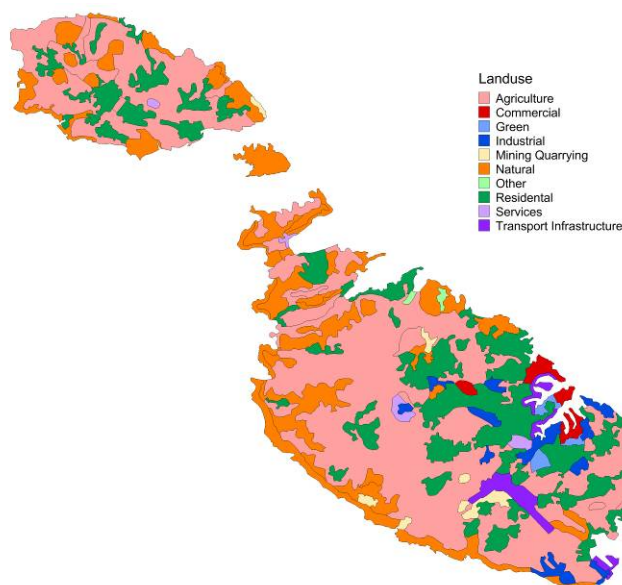 Landuse
Agriculture
Commercial
Green
Industrial
Mining Quarrying
Natural
Other
Residental
Services
Transport Infrastructure